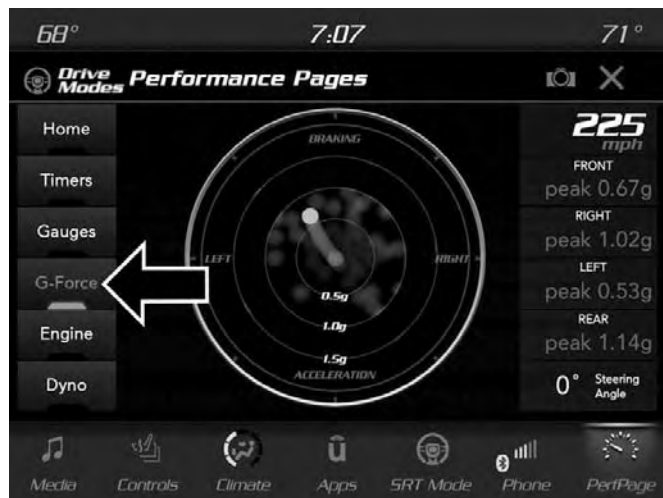 68°
7:07
71°
Drive Modes
Performance Pages
Home
Timers
Gauges
G-Force
Engine
Dyno
BRAKING
LEFT
RIGHT
0.5g
1.0g
1.5g
ACCELERATION
225
mph
FRONT
peak 0.67g
RIGHT
peak 1.02g
LEFT
peak 0.53g
REAR
peak 1.14g
0° Steering Angle
Media
Controls
Climate
ū
Apps
SRT Mode
Phone
PerfPage